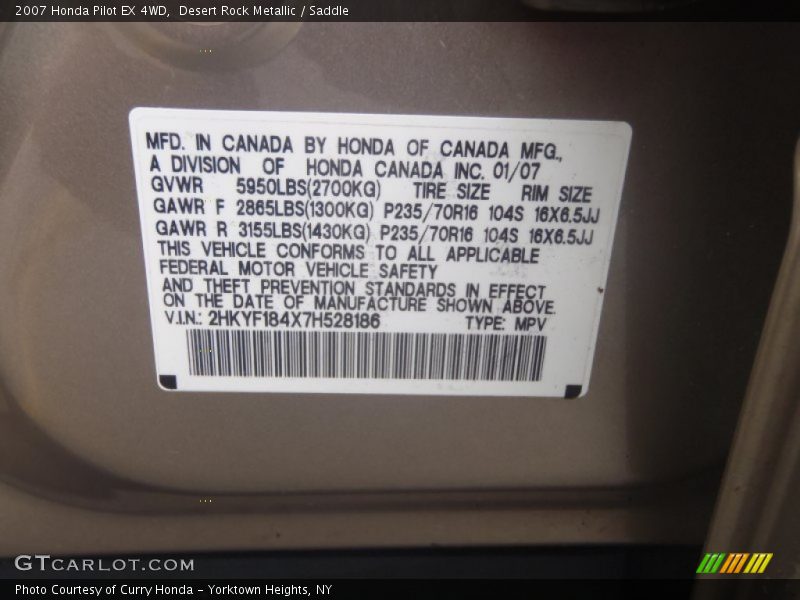 2007 Honda Pilot EX 4WD,  Desert Rock Metallic / Saddle
MFD. IN CANADA BY HONDA OF CANADA MFG.,
A DIVISION OF HONDA CANADA INC. 01/07
GVWR 5950LBS(2700KG) TIRE SIZE RIM SIZE
GAWR F 2865LBS(1300KG) P235/70R16 104S 16X6.5JJ
GAWR R 3155LBS(1430KG) P235/70R16 104S 16X6.5JJ
THIS VEHICLE CONFORMS TO ALL APPLICABLE
FEDERAL MOTOR VEHICLE SAFETY
AND THEFT PREVENTION STANDARDS IN EFFECT
ON THE DATE OF MANUFACTURE SHOWN ABOVE.
V.I.N.: 2HKYF184X7H528186 TYPE: MPV
GTCARLOT.COM
Photo Courtesy of Curry Honda – Yorktown Heights, NY